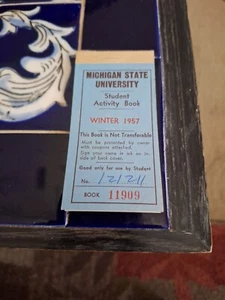 MICHIGAN STATE
UNIVERSITY
Student
Activity Book
WINTER 1957
This Book is Not Transferable
Must be presented by owner
with coupons attached.
Sign your name in ink on in-
side of back cover.
Good only for use by Student
No. 121211
BOOK 11909